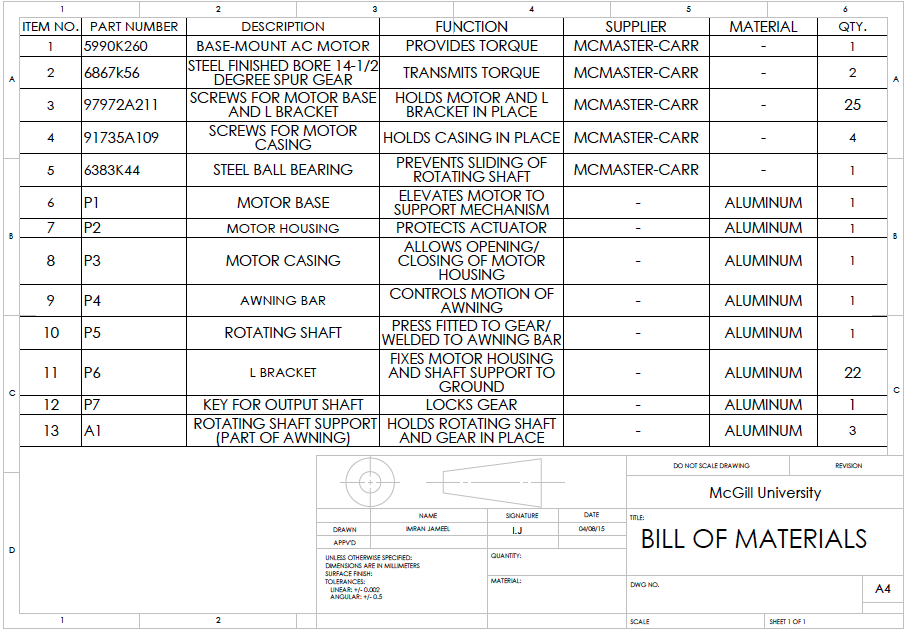 1 2 3 4 5 6
ITEM NO. PART NUMBER DESCRIPTION FUNCTION SUPPLIER MATERIAL QTY.
1 5990K260 BASE-MOUNT AC MOTOR PROVIDES TORQUE MCMASTER-CARR - 1
A A
2 6867k56 STEEL FINISHED BORE 14-1/2
DEGREE SPUR GEAR TRANSMITS TORQUE MCMASTER-CARR - 2
3 97972A211 SCREWS FOR MOTOR BASE
AND L BRACKET HOLDS MOTOR AND L
BRACKET IN PLACE MCMASTER-CARR - 25
4 91735A109 SCREWS FOR MOTOR
CASING HOLDS CASING IN PLACE MCMASTER-CARR - 4
5 6383K44 STEEL BALL BEARING PREVENTS SLIDING OF
ROTATING SHAFT MCMASTER-CARR - 1
6 P1 MOTOR BASE ELEVATES MOTOR TO
SUPPORT MECHANISM - ALUMINUM 1
7 P2 MOTOR HOUSING PROTECTS ACTUATOR - ALUMINUM 1
B B
8 P3 MOTOR CASING ALLOWS OPENING/
CLOSING OF MOTOR
HOUSING - ALUMINUM 1
9 P4 AWNING BAR CONTROLS MOTION OF
AWNING - ALUMINUM 1
10 P5 ROTATING SHAFT PRESS FITTED TO GEAR/
WELDED TO AWNING BAR - ALUMINUM 1
11 P6 L BRACKET FIXES MOTOR HOUSING
AND SHAFT SUPPORT TO
GROUND - ALUMINUM 22
C C
12 P7 KEY FOR OUTPUT SHAFT LOCKS GEAR - ALUMINUM 1
13 A1 ROTATING SHAFT SUPPORT
(PART OF AWNING) HOLDS ROTATING SHAFT
AND GEAR IN PLACE - ALUMINUM 3
DO NOT SCALE DRAWING REVISION
McGill University
NAME SIGNATURE DATE
DRAWN IMRAN JAMEEL I.J 04/08/15
APPV'D
TITLE:
BILL OF MATERIALS
D
UNLESS OTHERWISE SPECIFIED:
DIMENSIONS ARE IN MILLIMETERS
SURFACE FINISH:
TOLERANCES:
LINEAR: +/- 0.002
ANGULAR: +/- 0.5
QUANTITY:
MATERIAL:
DWG NO.
A4
SCALE SHEET 1 OF 1
1 2